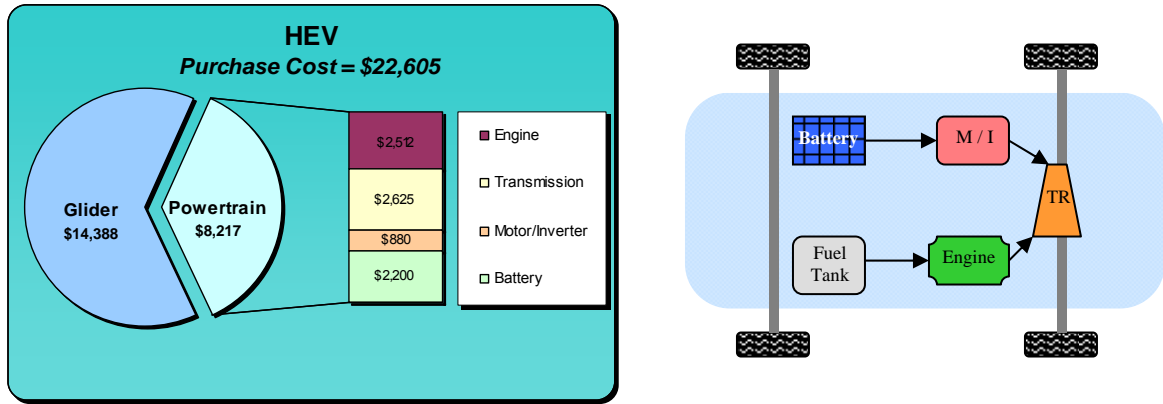 HEV
Purchase Cost = $22,605
Glider
$14,388
Powertrain
$8,217
$2,512
$2,625
$880
$2,200
Engine
Transmission
Motor/Inverter
Battery
Battery
M / I
TR
Fuel
Tank
Engine